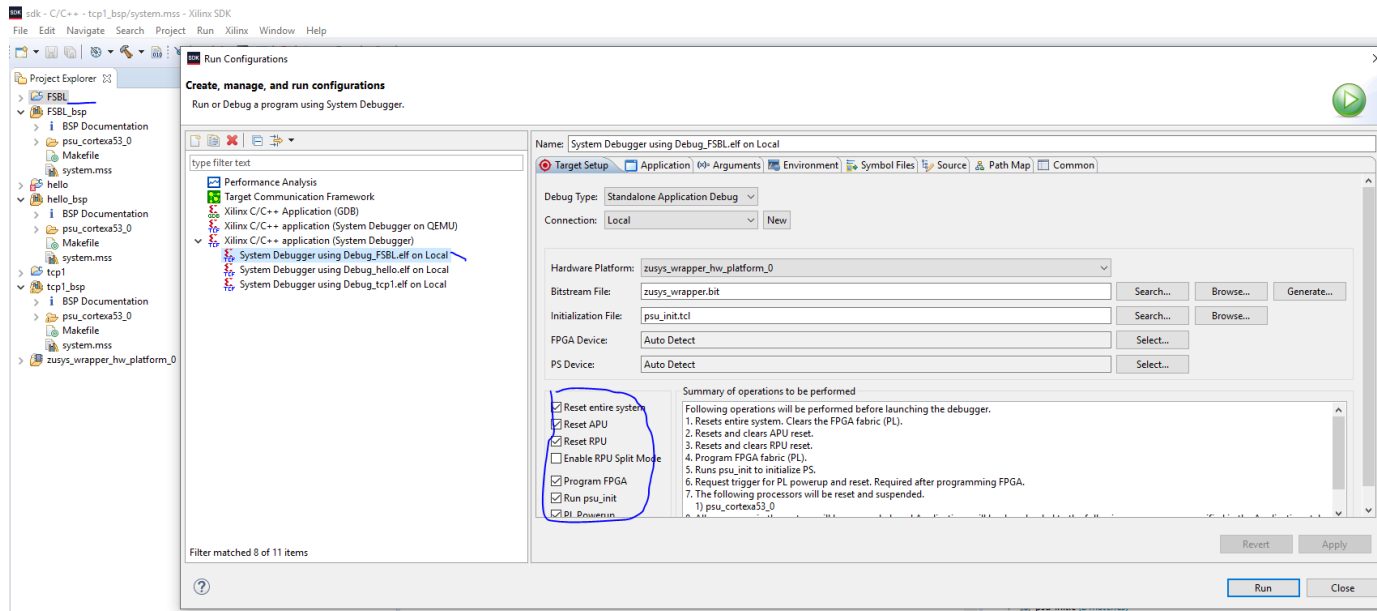 sdk - C/C++ - tcp1_bsp/system.mss - Xilinx SDK
File Edit Navigate Search Project Run Xilinx Window Help
Project Explorer
FSBL
FSBL_bsp
BSP Documentation
psu_cortexa53_0
Makefile
system.mss
hello
hello_bsp
BSP Documentation
psu_cortexa53_0
Makefile
system.mss
tcp1
tcp1_bsp
BSP Documentation
psu_cortexa53_0
Makefile
system.mss
zusys_wrapper_hw_platform_0
Run Configurations
Create, manage, and run configurations
Run or Debug a program using System Debugger.
type filter text
Performance Analysis
Target Communication Framework
Xilinx C/C++ Application (GDB)
Xilinx C/C++ application (System Debugger on QEMU)
Xilinx C/C++ application (System Debugger)
System Debugger using Debug_FSBL.elf on Local
System Debugger using Debug_hello.elf on Local
System Debugger using Debug_tcp1.elf on Local
Filter matched 8 of 11 items
Name: System Debugger using Debug_FSBL.elf on Local
Target Setup Application Arguments Environment Symbol Files Source Path Map Common
Debug Type: Standalone Application Debug
Connection: Local New
Hardware Platform: zusys_wrapper_hw_platform_0
Bitstream File: zusys_wrapper.bit Search... Browse... Generate...
Initialization File: psu_init.tcl Search... Browse...
FPGA Device: Auto Detect Select...
PS Device: Auto Detect Select...
Reset entire system
Reset APU
Reset RPU
Enable RPU Split Mode
Program FPGA
Run psu_init
PL Powerup
Summary of operations to be performed
Following operations will be performed before launching the debugger.
1. Resets entire system. Clears the FPGA fabric (PL).
2. Resets and clears APU reset.
3. Resets and clears RPU reset.
4. Program FPGA fabric (PL).
5. Runs psu_init to initialize PS.
6. Request trigger for PL powerup and reset. Required after programming FPGA.
7. The following processors will be reset and suspended.
1) psu_cortexa53_0
Revert Apply
Run Close